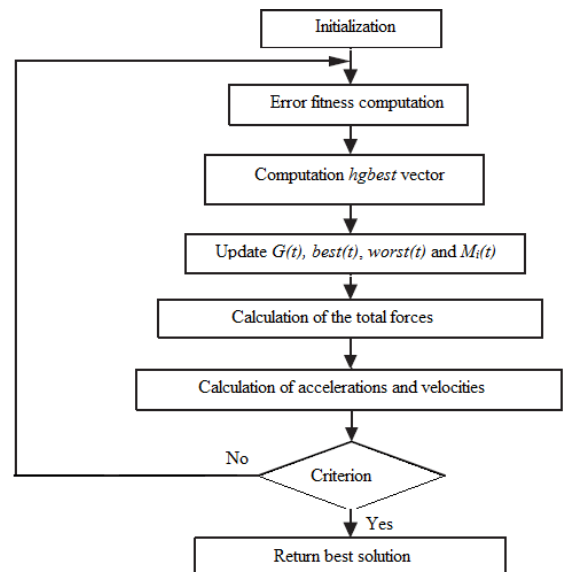 Initialization
Error fitness computation
Computation hgbest vector
Update G(t), best(t), worst(t) and Mi(t)
Calculation of the total forces
Calculation of accelerations and velocities
No
Criterion
Yes
Return best solution